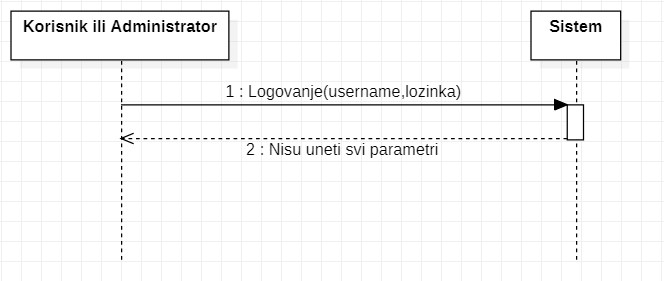 Korisnik ili Administrator
Sistem
1 : Logovanje(username,lozinka)
2 : Nisu uneti svi parametri